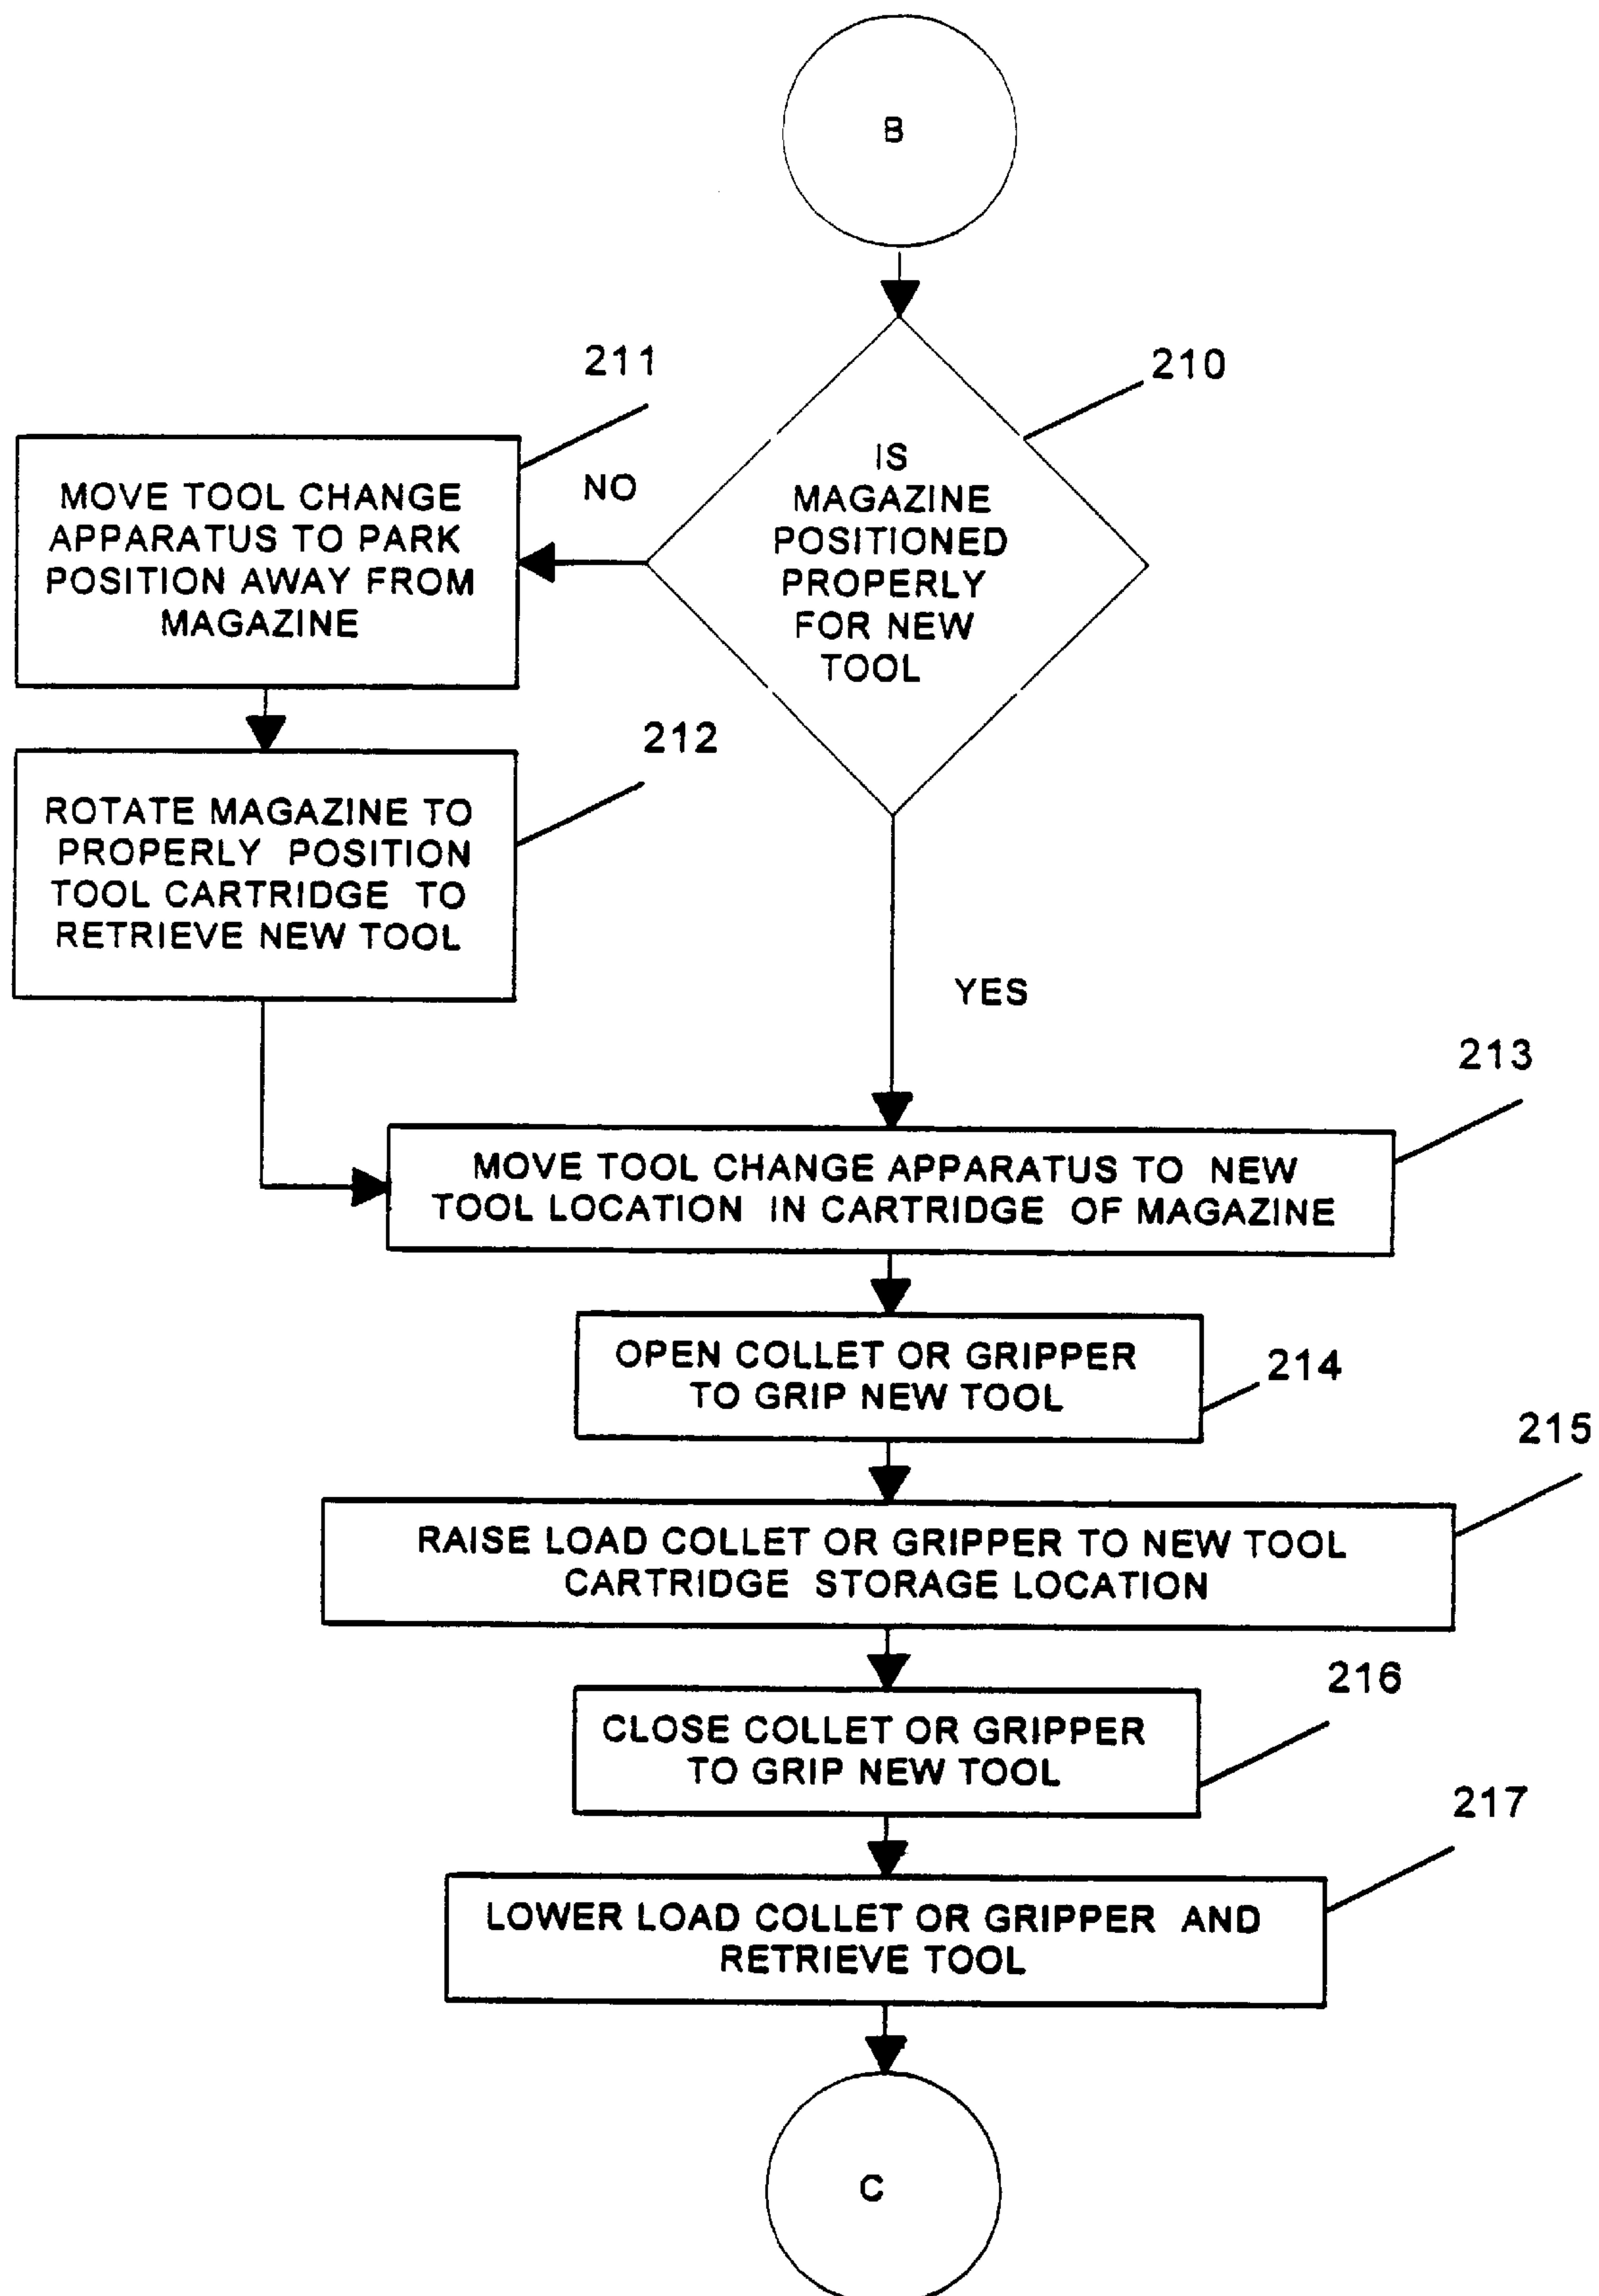 B
210
IS
MAGAZINE
POSITIONED
PROPERLY
FOR NEW
TOOL
NO
211
MOVE TOOL CHANGE
APPARATUS TO PARK
POSITION AWAY FROM
MAGAZINE
212
ROTATE MAGAZINE TO
PROPERLY POSITION
TOOL CARTRIDGE TO
RETRIEVE NEW TOOL
YES
213
MOVE TOOL CHANGE APPARATUS TO NEW
TOOL LOCATION IN CARTRIDGE OF MAGAZINE
OPEN COLLET OR GRIPPER
TO GRIP NEW TOOL
214
215
RAISE LOAD COLLET OR GRIPPER TO NEW TOOL
CARTRIDGE STORAGE LOCATION
216
CLOSE COLLET OR GRIPPER
TO GRIP NEW TOOL
217
LOWER LOAD COLLET OR GRIPPER AND
RETRIEVE TOOL
C